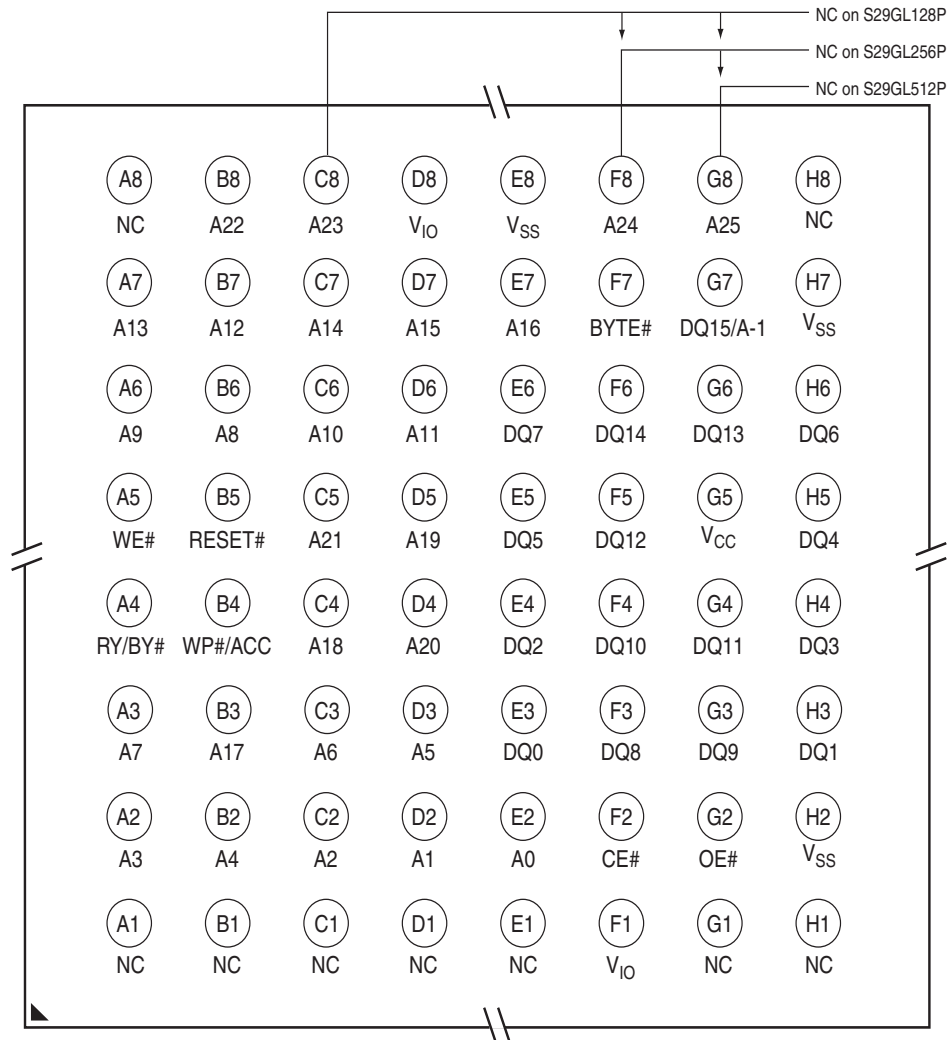 NC on S29GL128P
NC on S29GL256P
NC on S29GL512P
A8 B8 C8 D8 E8 F8 G8 H8
NC A22 A23 VIO VSS A24 A25 NC
A7 B7 C7 D7 E7 F7 G7 H7
A13 A12 A14 A15 A16 BYTE# DQ15/A-1 VSS
A6 B6 C6 D6 E6 F6 G6 H6
A9 A8 A10 A11 DQ7 DQ14 DQ13 DQ6
A5 B5 C5 D5 E5 F5 G5 H5
WE# RESET# A21 A19 DQ5 DQ12 VCC DQ4
A4 B4 C4 D4 E4 F4 G4 H4
RY/BY# WP#/ACC A18 A20 DQ2 DQ10 DQ11 DQ3
A3 B3 C3 D3 E3 F3 G3 H3
A7 A17 A6 A5 DQ0 DQ8 DQ9 DQ1
A2 B2 C2 D2 E2 F2 G2 H2
A3 A4 A2 A1 A0 CE# OE# VSS
A1 B1 C1 D1 E1 F1 G1 H1
NC NC NC NC NC VIO NC NC